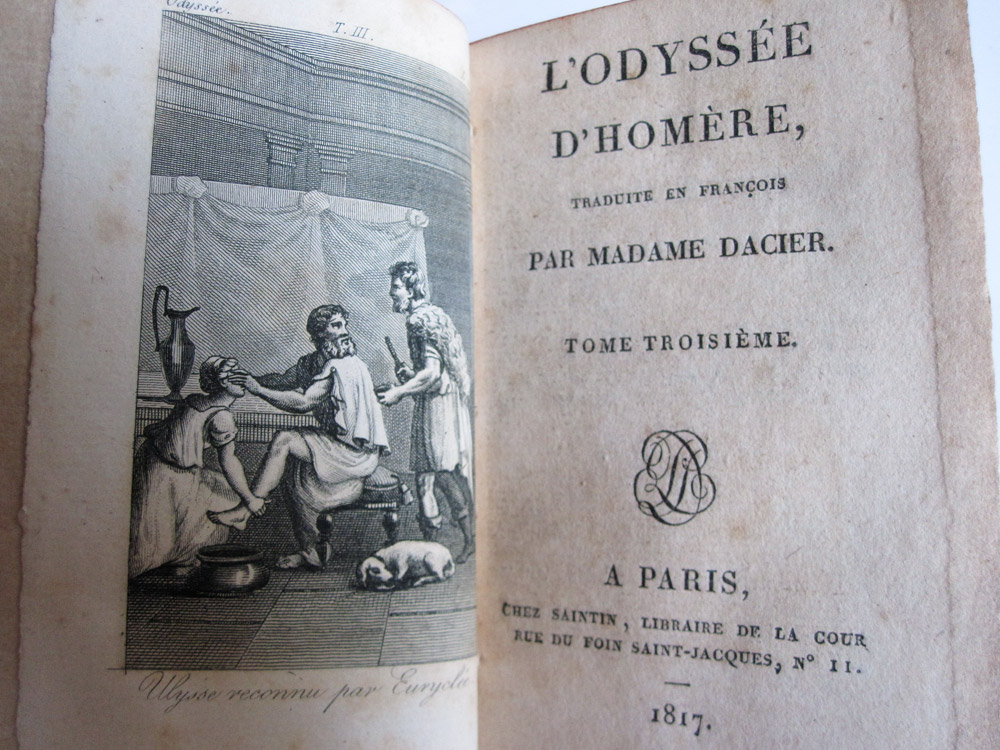 Odyssée.
T. III.
Ulysse reconnu par Euryclée
L'ODYSSÉE
D'HOMÈRE,
TRADUITE EN FRANÇOIS
PAR MADAME DACIER.
TOME TROISIÈME.
A PARIS,
CHEZ SAINTIN, LIBRAIRE DE LA COUR
RUE DU FOIN SAINT-JACQUES, N° 11.
1817.